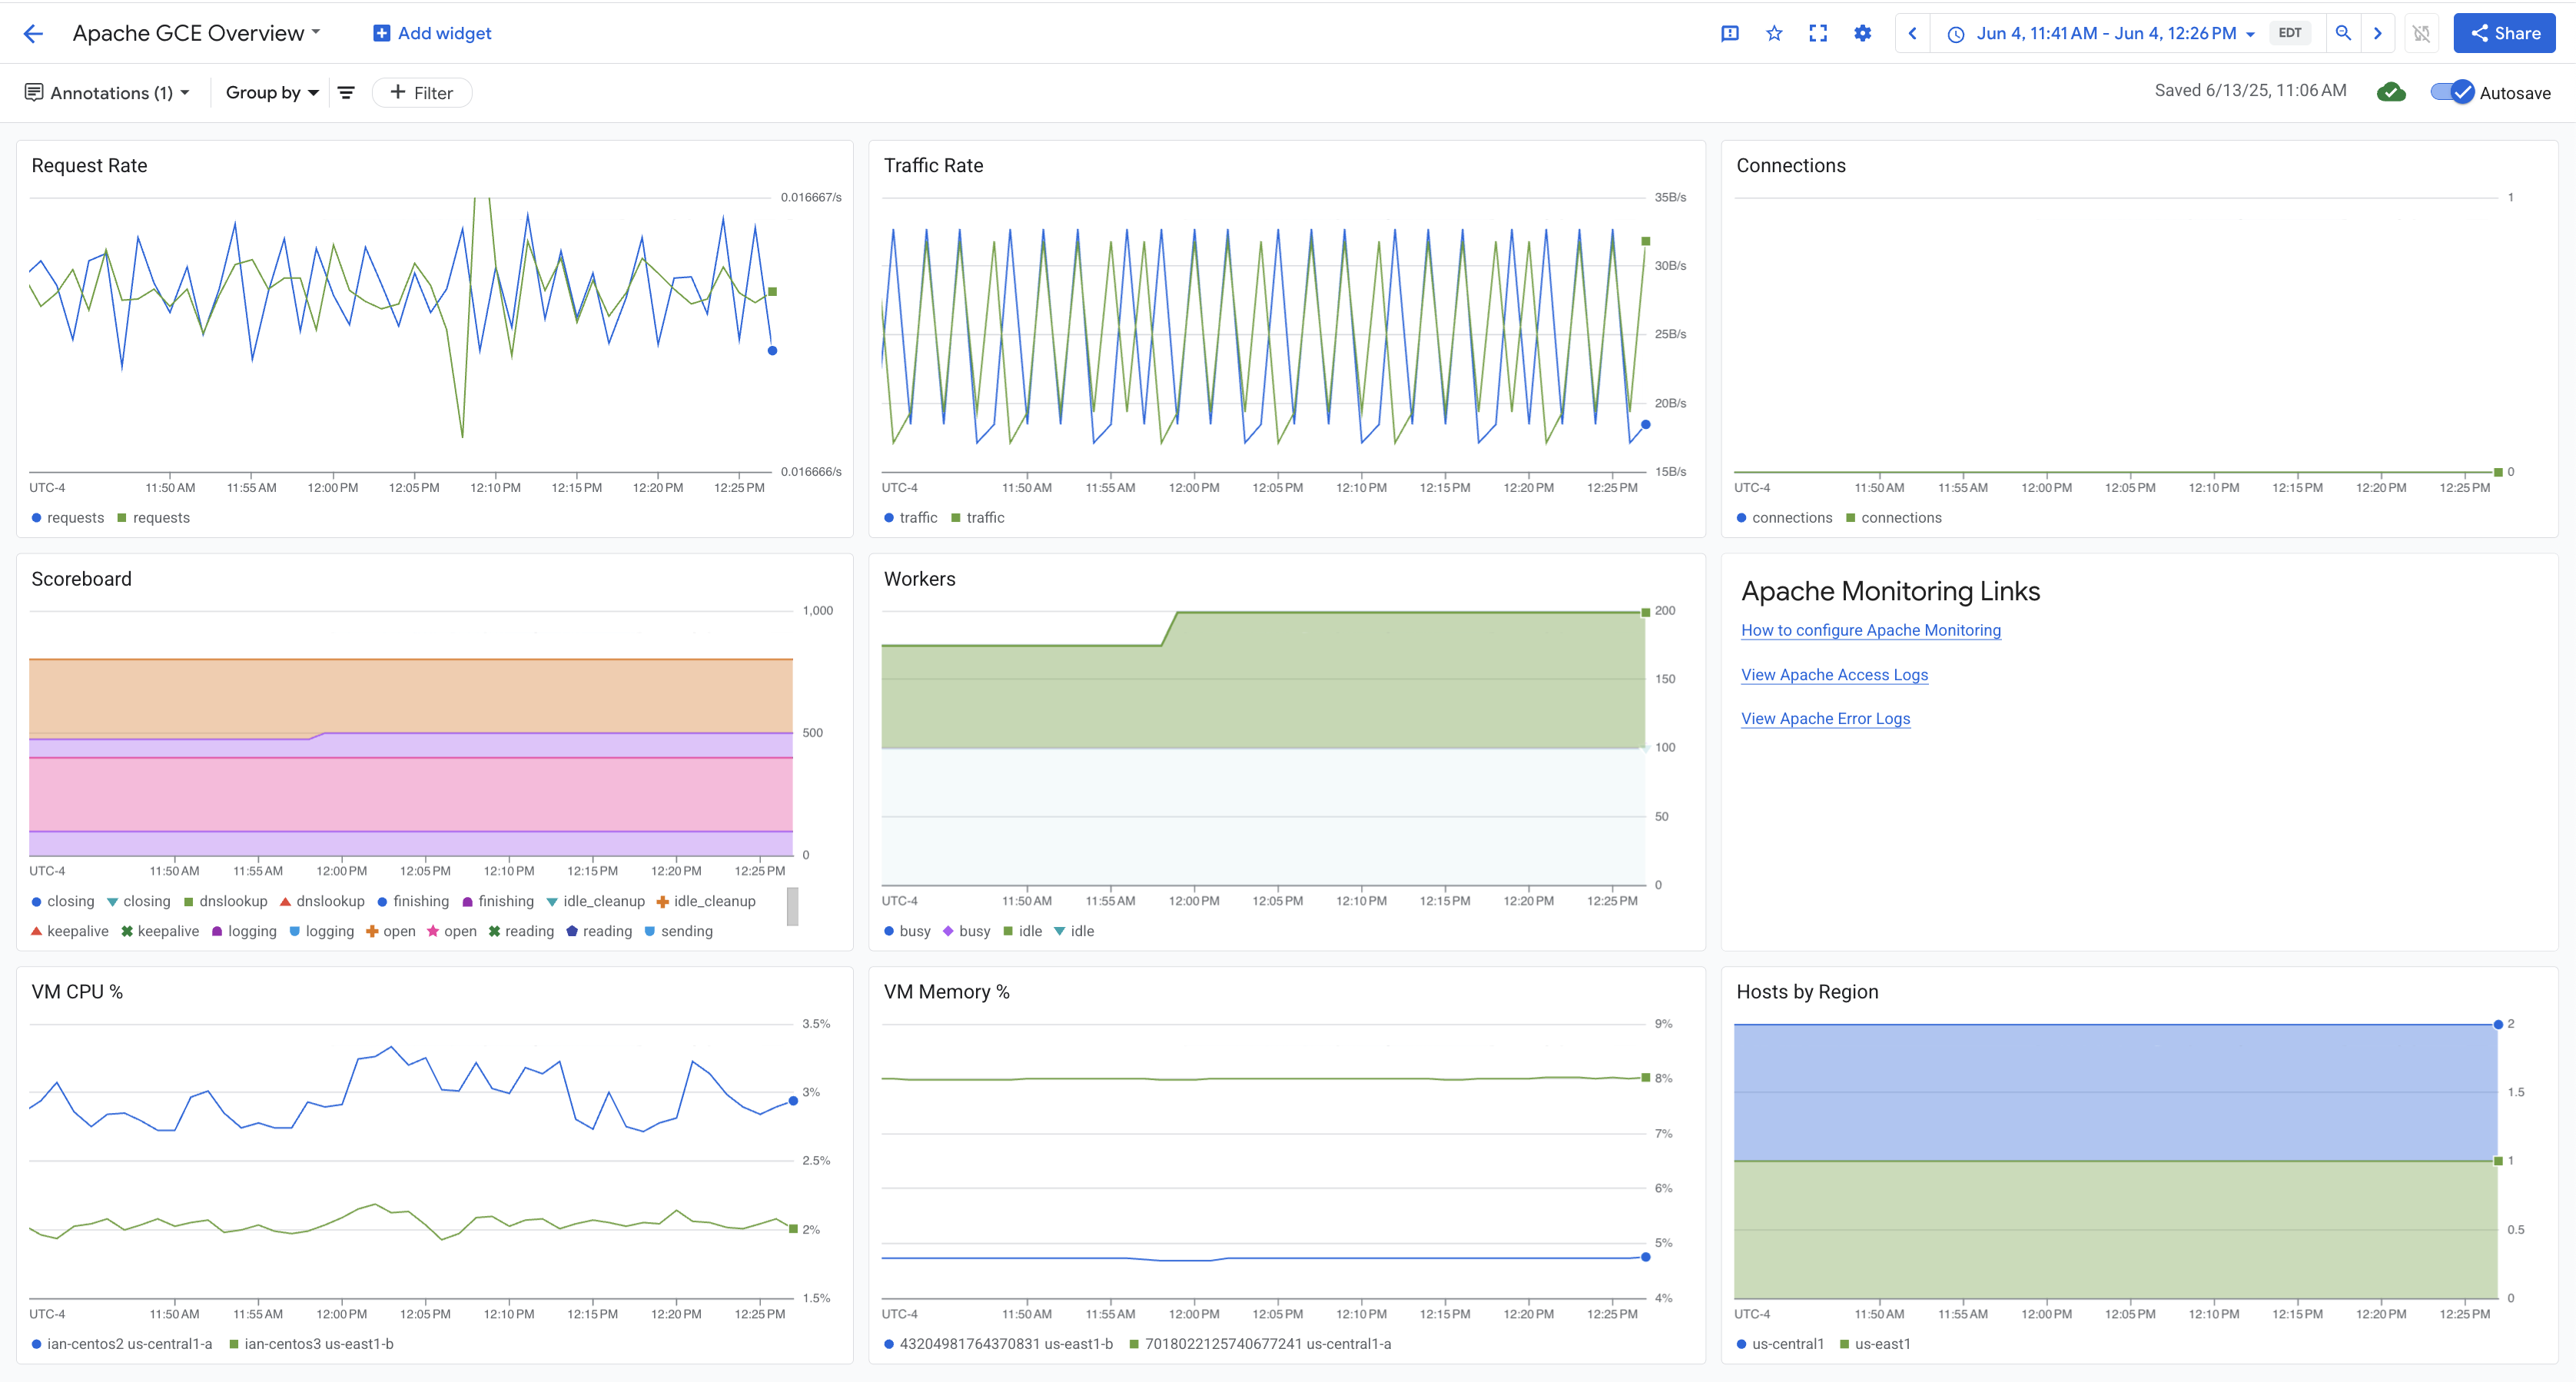 Apache GCE Overview
Add widget
Jun 4, 11:41 AM - Jun 4, 12:26 PM
EDT
Share
Annotations (1)
Group by
Filter
Saved 6/13/25, 11:06 AM
Autosave
Request Rate
0.016667/s
0.016666/s
UTC-4 11:50 AM 11:55 AM 12:00 PM 12:05 PM 12:10 PM 12:15 PM 12:20 PM 12:25 PM
requests requests
Traffic Rate
35B/s
30B/s
25B/s
20B/s
15B/s
UTC-4 11:50 AM 11:55 AM 12:00 PM 12:05 PM 12:10 PM 12:15 PM 12:20 PM 12:25 PM
traffic traffic
Connections
1
0
UTC-4 11:50 AM 11:55 AM 12:00 PM 12:05 PM 12:10 PM 12:15 PM 12:20 PM 12:25 PM
connections connections
Scoreboard
1,000
500
0
UTC-4 11:50 AM 11:55 AM 12:00 PM 12:05 PM 12:10 PM 12:15 PM 12:20 PM 12:25 PM
closing closing dnslookup dnslookup finishing finishing idle_cleanup idle_cleanup
keepalive keepalive logging logging open open reading reading sending
Workers
200
150
100
50
0
UTC-4 11:50 AM 11:55 AM 12:00 PM 12:05 PM 12:10 PM 12:15 PM 12:20 PM 12:25 PM
busy busy idle idle
Apache Monitoring Links
How to configure Apache Monitoring
View Apache Access Logs
View Apache Error Logs
VM CPU %
3.5%
3%
2.5%
2%
1.5%
UTC-4 11:50 AM 11:55 AM 12:00 PM 12:05 PM 12:10 PM 12:15 PM 12:20 PM 12:25 PM
ian-centos2 us-central1-a ian-centos3 us-east1-b
VM Memory %
9%
8%
7%
6%
5%
4%
UTC-4 11:50 AM 11:55 AM 12:00 PM 12:05 PM 12:10 PM 12:15 PM 12:20 PM 12:25 PM
43204981764370831 us-east1-b 7018022125740677241 us-central1-a
Hosts by Region
2
1.5
1
0.5
0
UTC-4 11:50 AM 11:55 AM 12:00 PM 12:05 PM 12:10 PM 12:15 PM 12:20 PM 12:25 PM
us-central1 us-east1